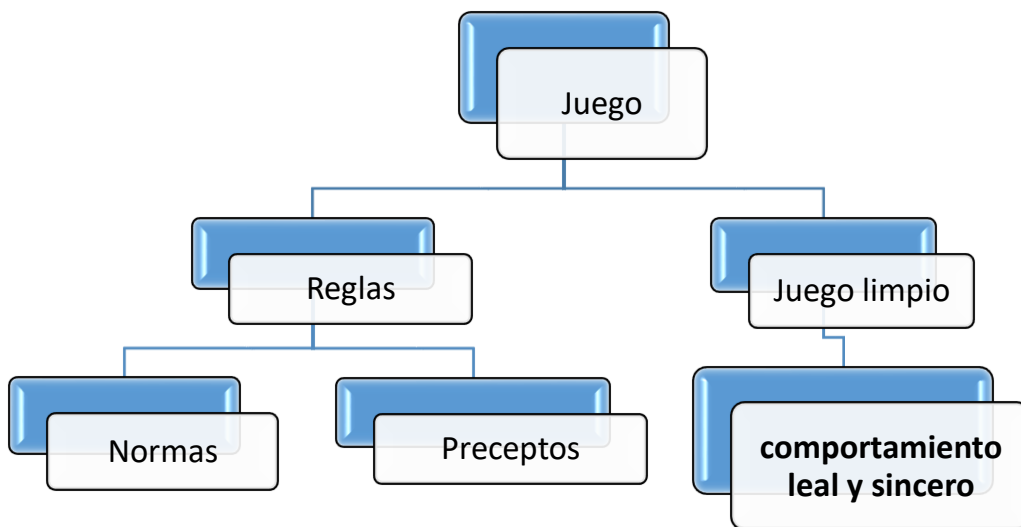 Juego
Reglas
Juego limpio
Normas
Preceptos
comportamiento
leal y sincero